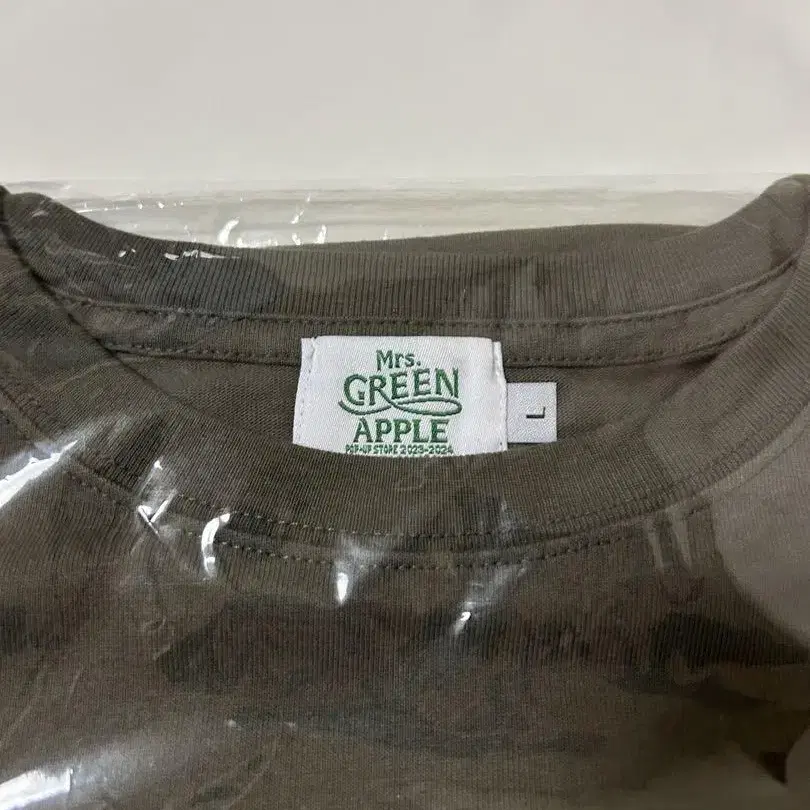 Mrs.
GREEN
APPLE
POP-UP STORE 2023-2024
L